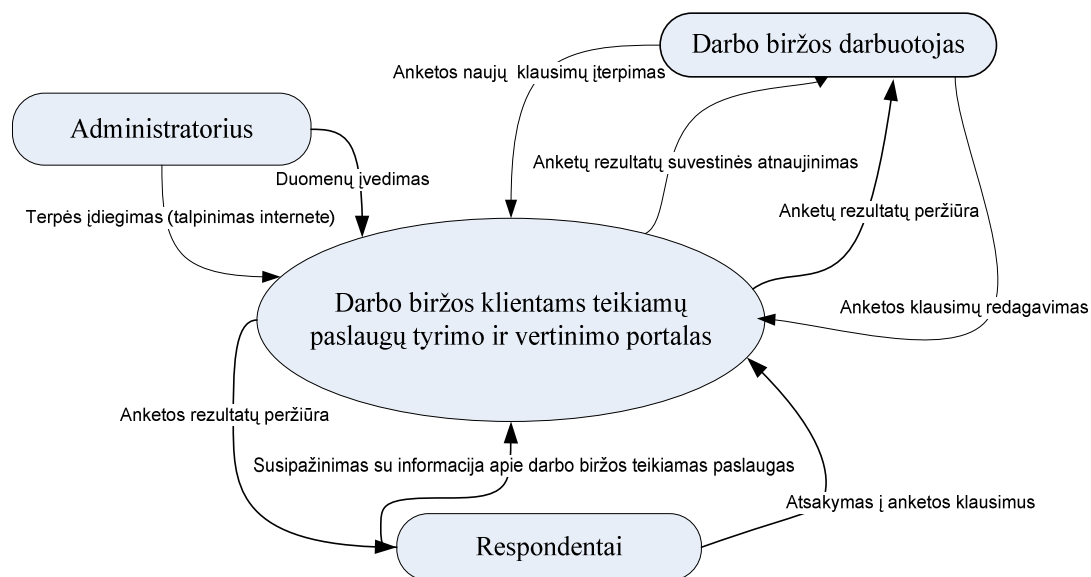 Darbo biržos darbuotojas
Anketos naujų klausimų įterpimas
Administratorius
Anketų rezultatų suvestinės atnaujinimas
Duomenų įvedimas
Terpės įdiegimas (talpinimas internete)
Anketų rezultatų peržiūra
Darbo biržos klientams teikiamų
paslaugų tyrimo ir vertinimo portalas
Anketos klausimų redagavimas
Anketos rezultatų peržiūra
Susipažinimas su informacija apie darbo biržos teikiamas paslaugas
Atsakymas į anketos klausimus
Respondentai